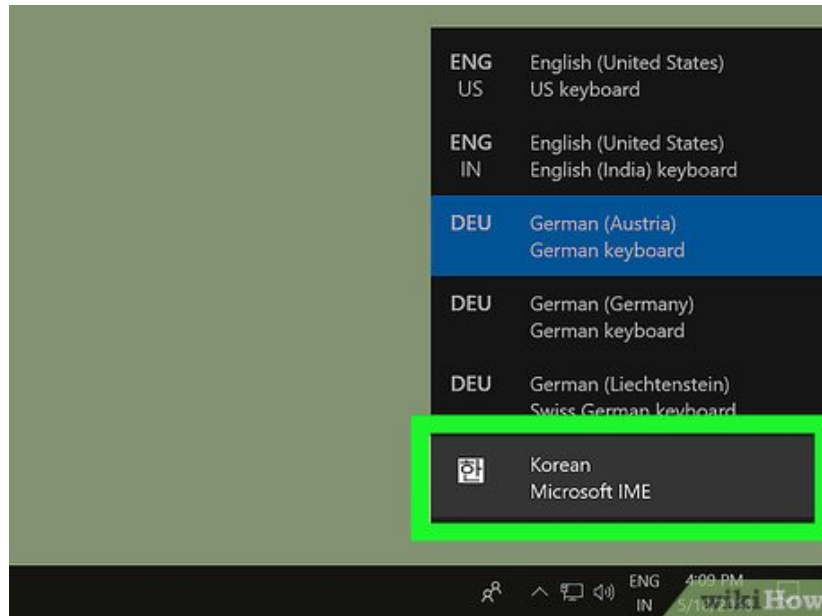 ENG English (United States)
US US keyboard
ENG English (United States)
IN English (India) keyboard
DEU German (Austria)
German keyboard
DEU German (Germany)
German keyboard
DEU German (Liechtenstein)
Swiss German keyboard
한 Korean
Microsoft IME
ENG 4:09 PM
IN
wikiHow